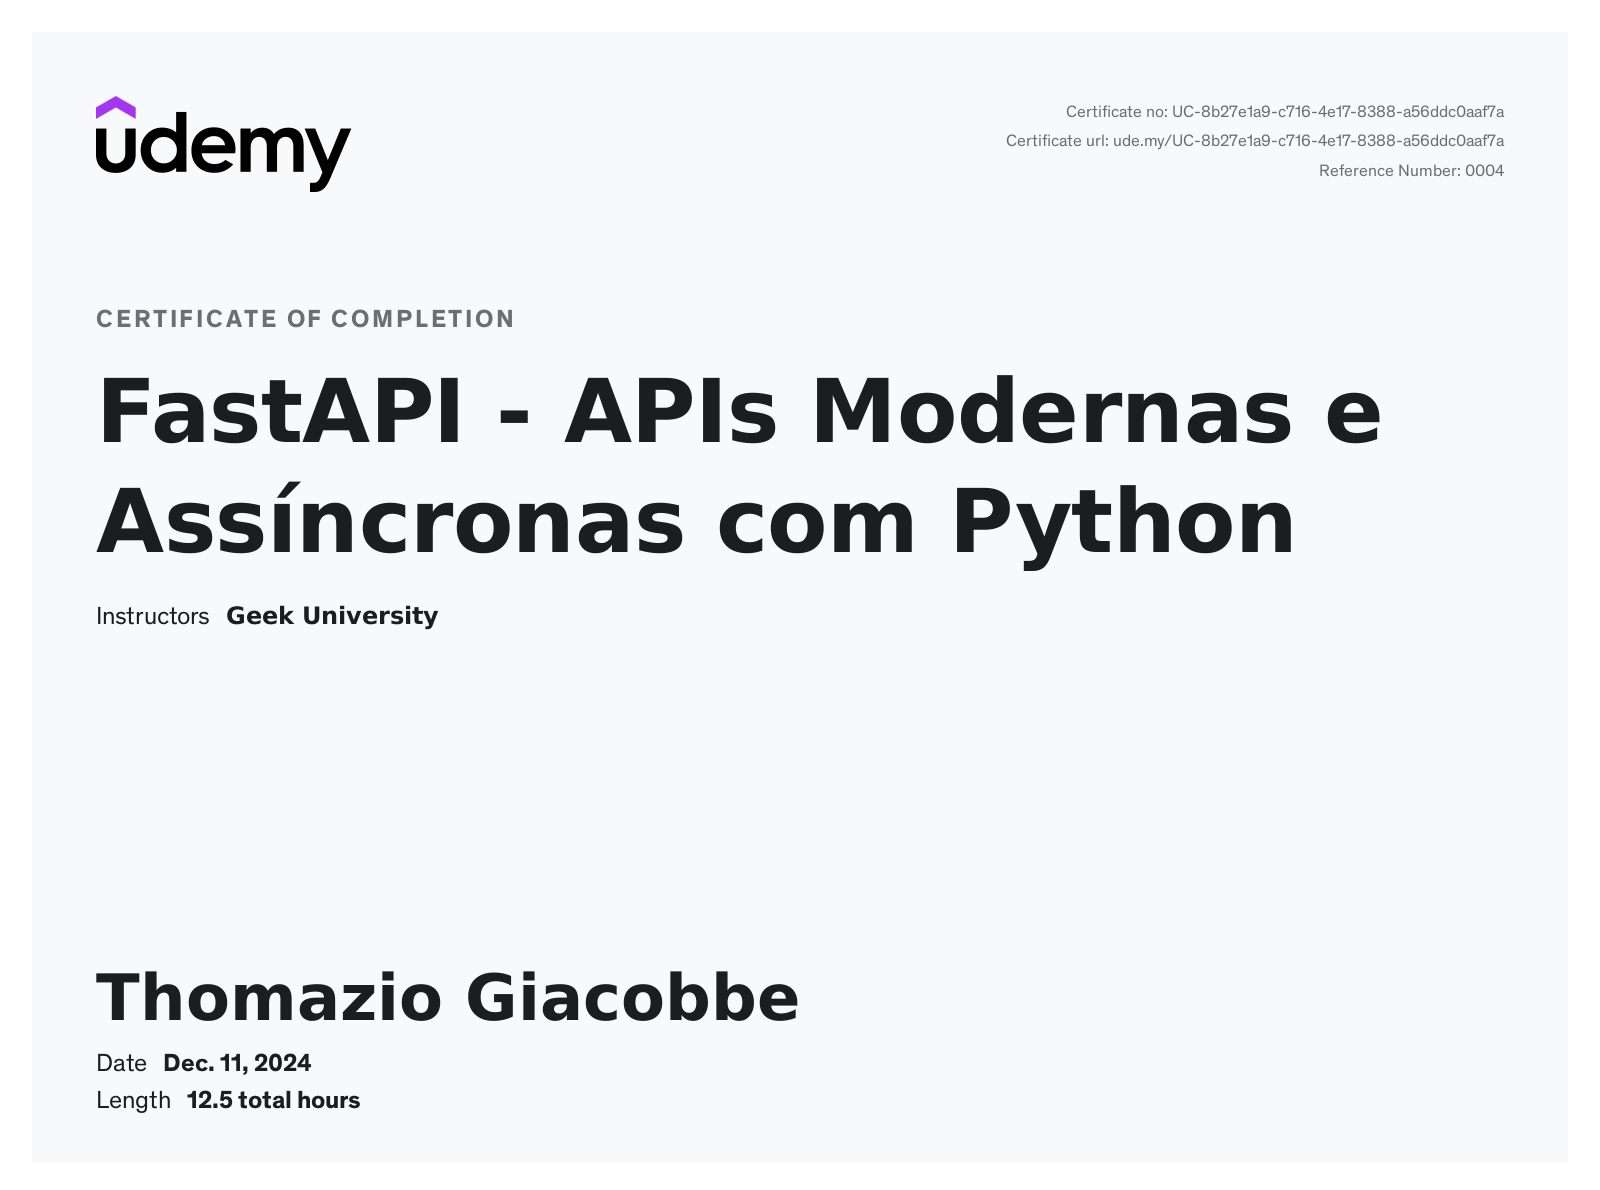 udemy
Certificate no: UC-8b27e1a9-c716-4e17-8388-a56ddc0aaf7a
Certificate url: ude.my/UC-8b27e1a9-c716-4e17-8388-a56ddc0aaf7a
Reference Number: 0004
CERTIFICATE OF COMPLETION
FastAPI - APIs Modernas e
Assíncronas com Python
Instructors Geek University
Thomazio Giacobbe
Date Dec. 11, 2024
Length 12.5 total hours